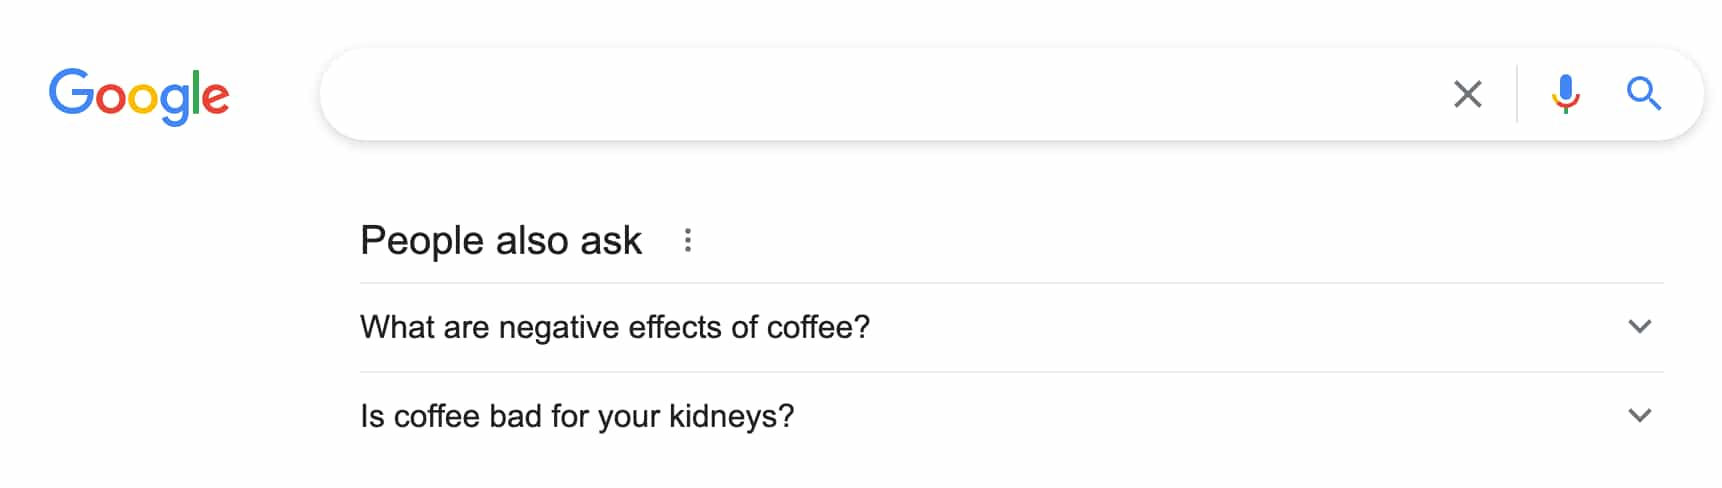 Google
People also ask
What are negative effects of coffee?
Is coffee bad for your kidneys?